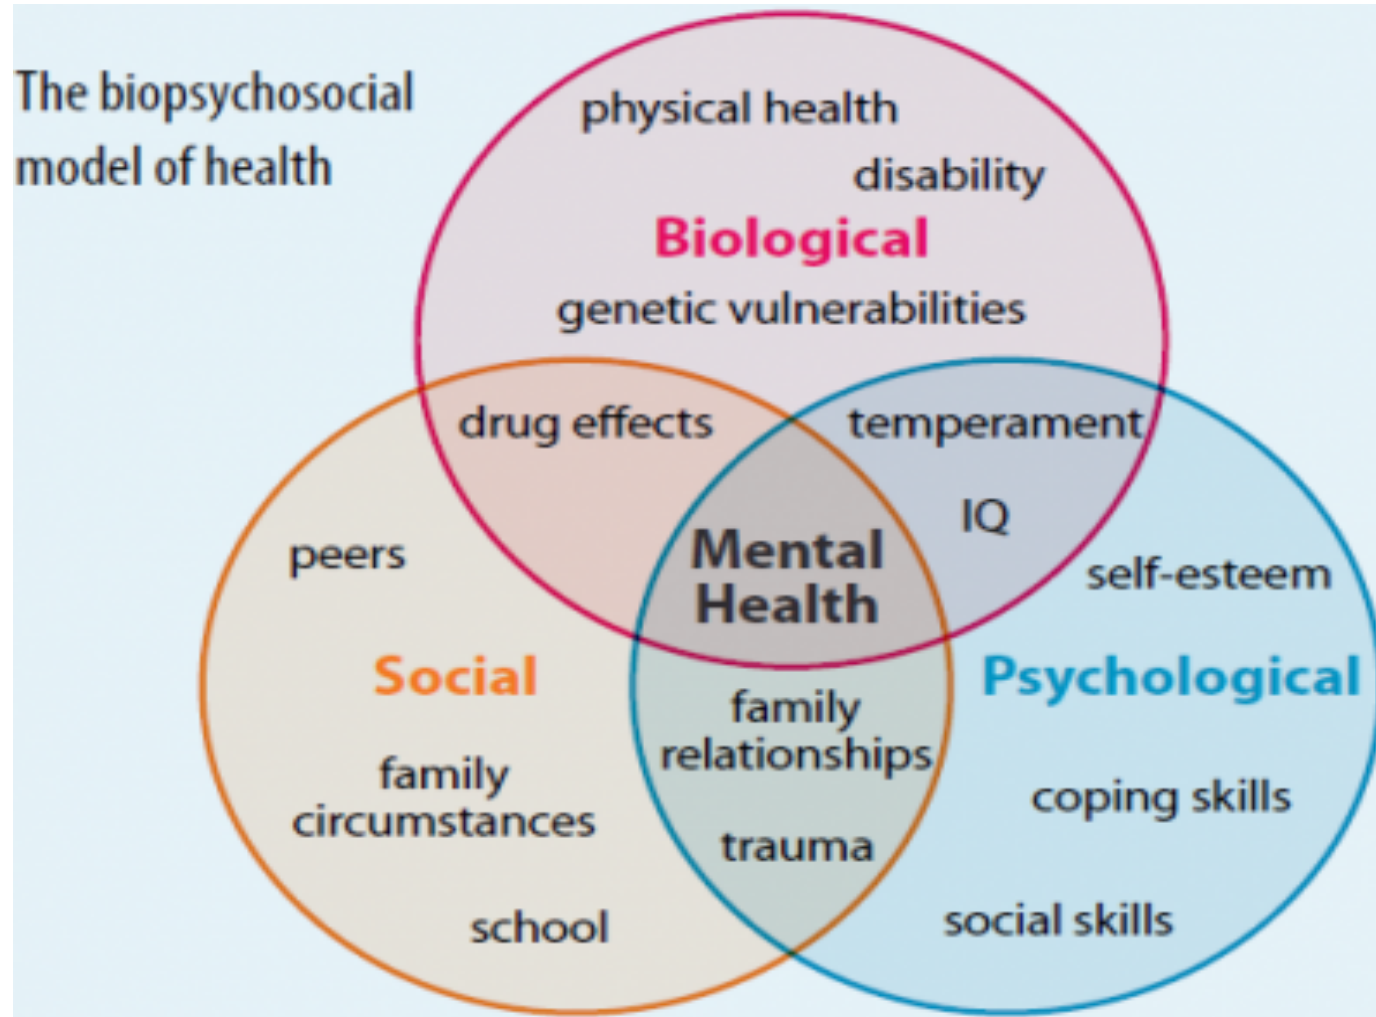 The biopsychosocial
model of health
physical health
disability
Biological
genetic vulnerabilities
drug effects
temperament
IQ
peers
Mental
Health
self-esteem
Social
Psychological
family
relationships
family
circumstances
coping skills
trauma
school
social skills